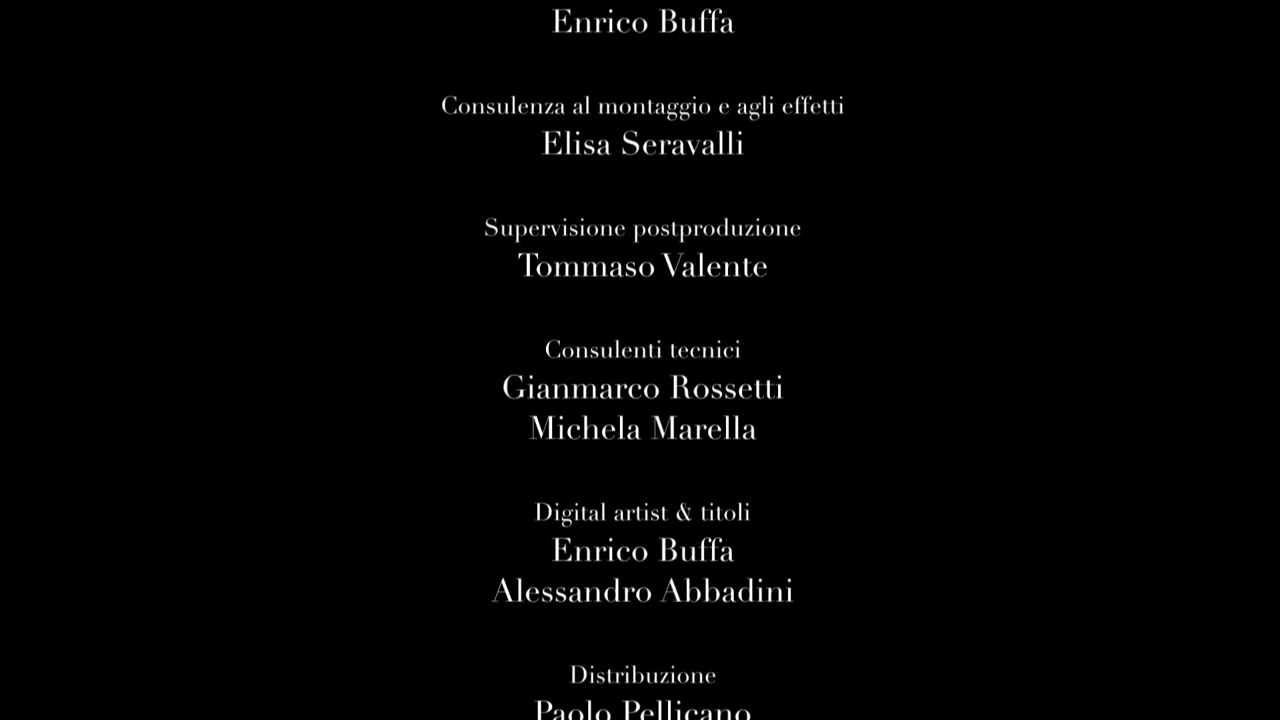 Enrico Buffa
Consulenza al montaggio e agli effetti
Elisa Seravalli
Supervisione postproduzione
Tommaso Valente
Consulenti tecnici
Gianmarco Rossetti
Michela Marella
Digital artist & titoli
Enrico Buffa
Alessandro Abbadini
Distribuzione
Paolo Pellicano